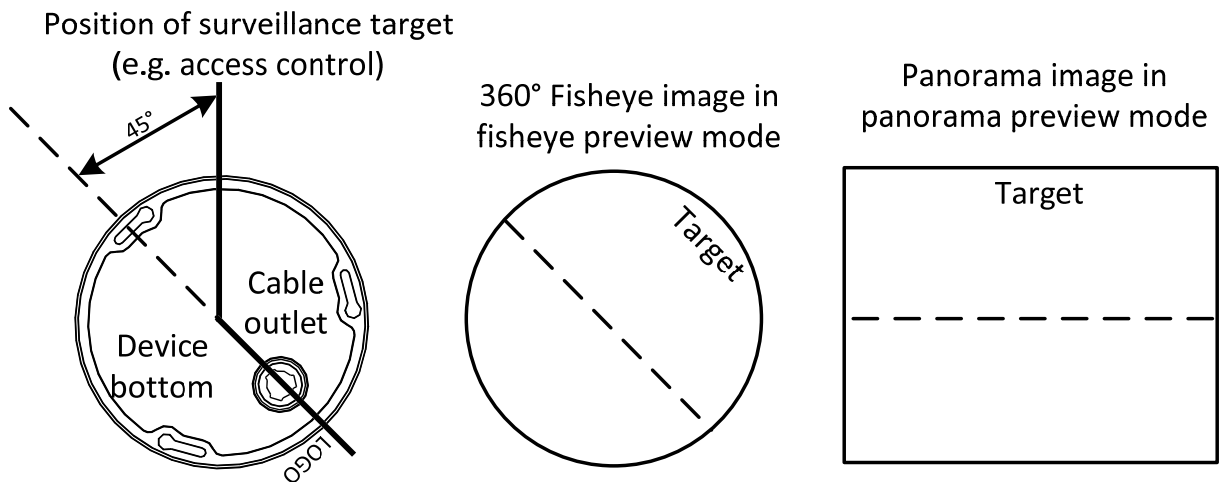 Position of surveillance target
(e.g. access control)
45°
Cable
outlet
Device
bottom
LOGO
360° Fisheye image in
fisheye preview mode
Target
Panorama image in
panorama preview mode
Target